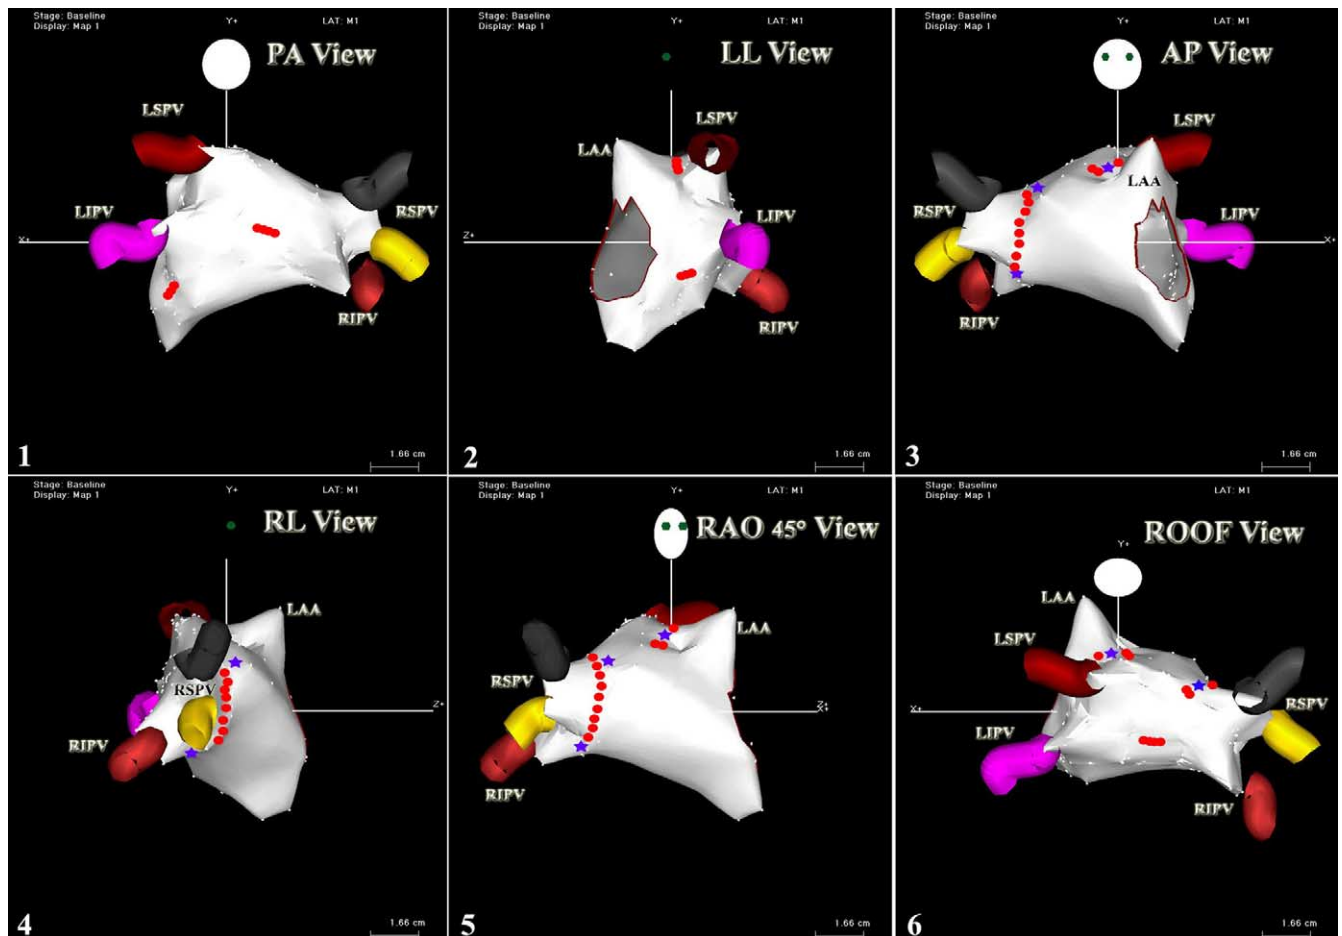 Stage: Baseline
Display: Map 1
Y+
LAT: M1
PA View
LSPV
LIPV
RSPV
X+
RIPV
1.66 cm
1
Stage: Baseline
Display: Map 1
Y+
LAT: M1
LL View
LSPV
LAA
LIPV
Z+
RIPV
1.66 cm
2
Stage: Baseline
Display: Map 1
Y+
LAT: M1
AP View
LSPV
LAA
RSPV
LIPV
X+
RIPV
1.66 cm
3
Stage: Baseline
Display: Map 1
Y+
LAT: M1
RL View
LAA
RSPV
Z+
RIPV
1.66 cm
4
Stage: Baseline
Display: Map 1
Y+
LAT: M1
RAO 45° View
LAA
RSPV
RIPV
1.66 cm
5
Stage: Baseline
Display: Map 1
LAT: M1
Y+
ROOF View
LAA
LSPV
RSPV
X+
LIPV
RIPV
1.66 cm
6